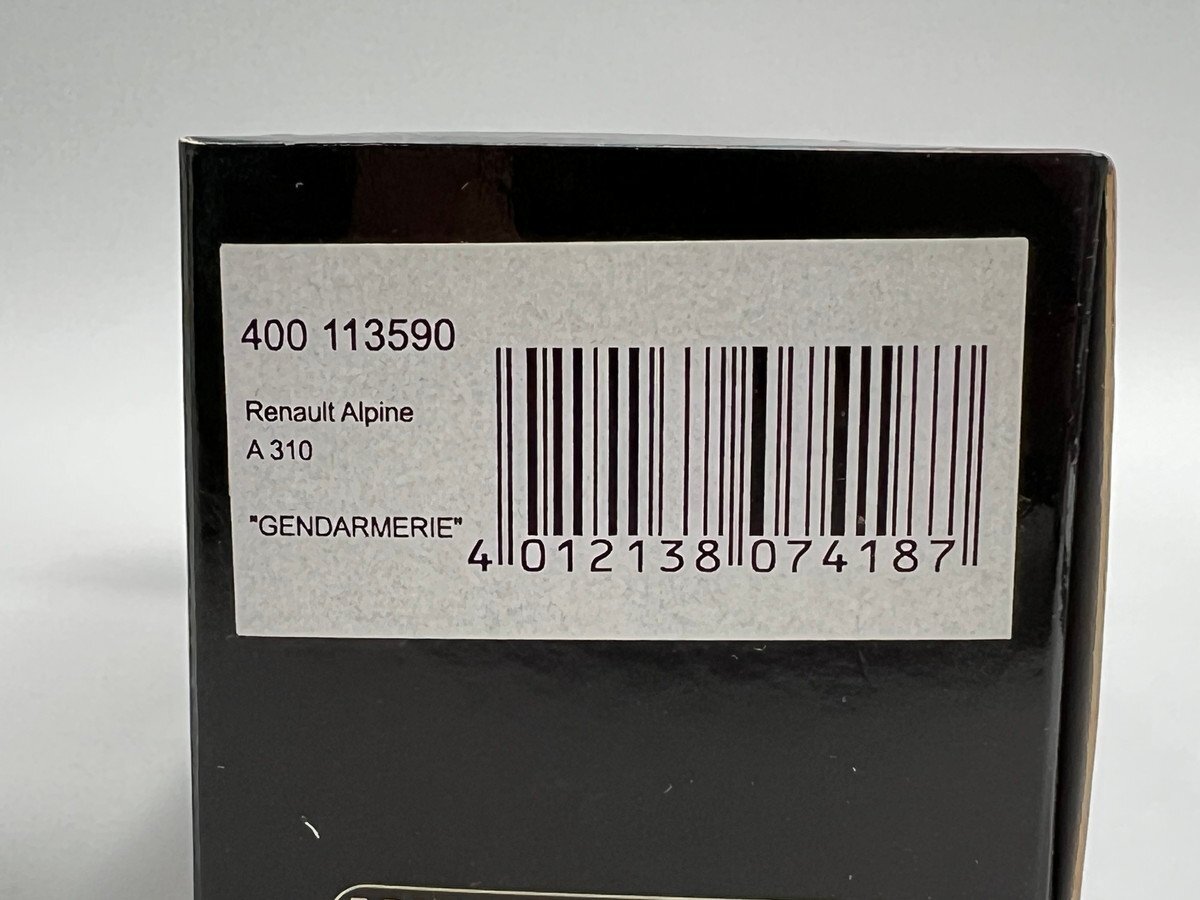 400 113590
Renault Alpine
A 310
"GENDARMERIE"
4 012138 074187